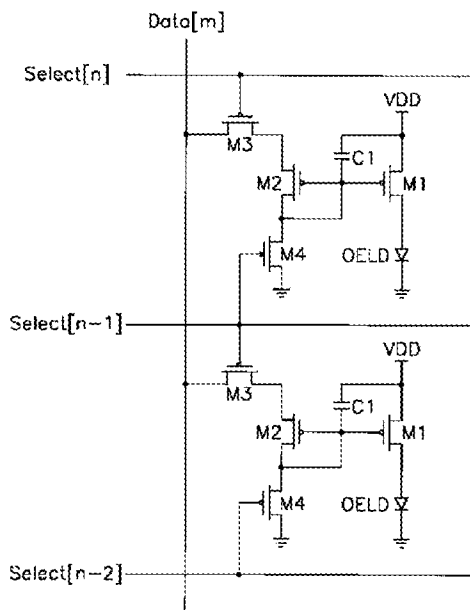 Data[m]
Select[n]
VDD
M3
C1
M2
M1
M4
OELD
Select[n-1]
VDD
M3
C1
M2
M1
M4
OELD
Select[n-2]